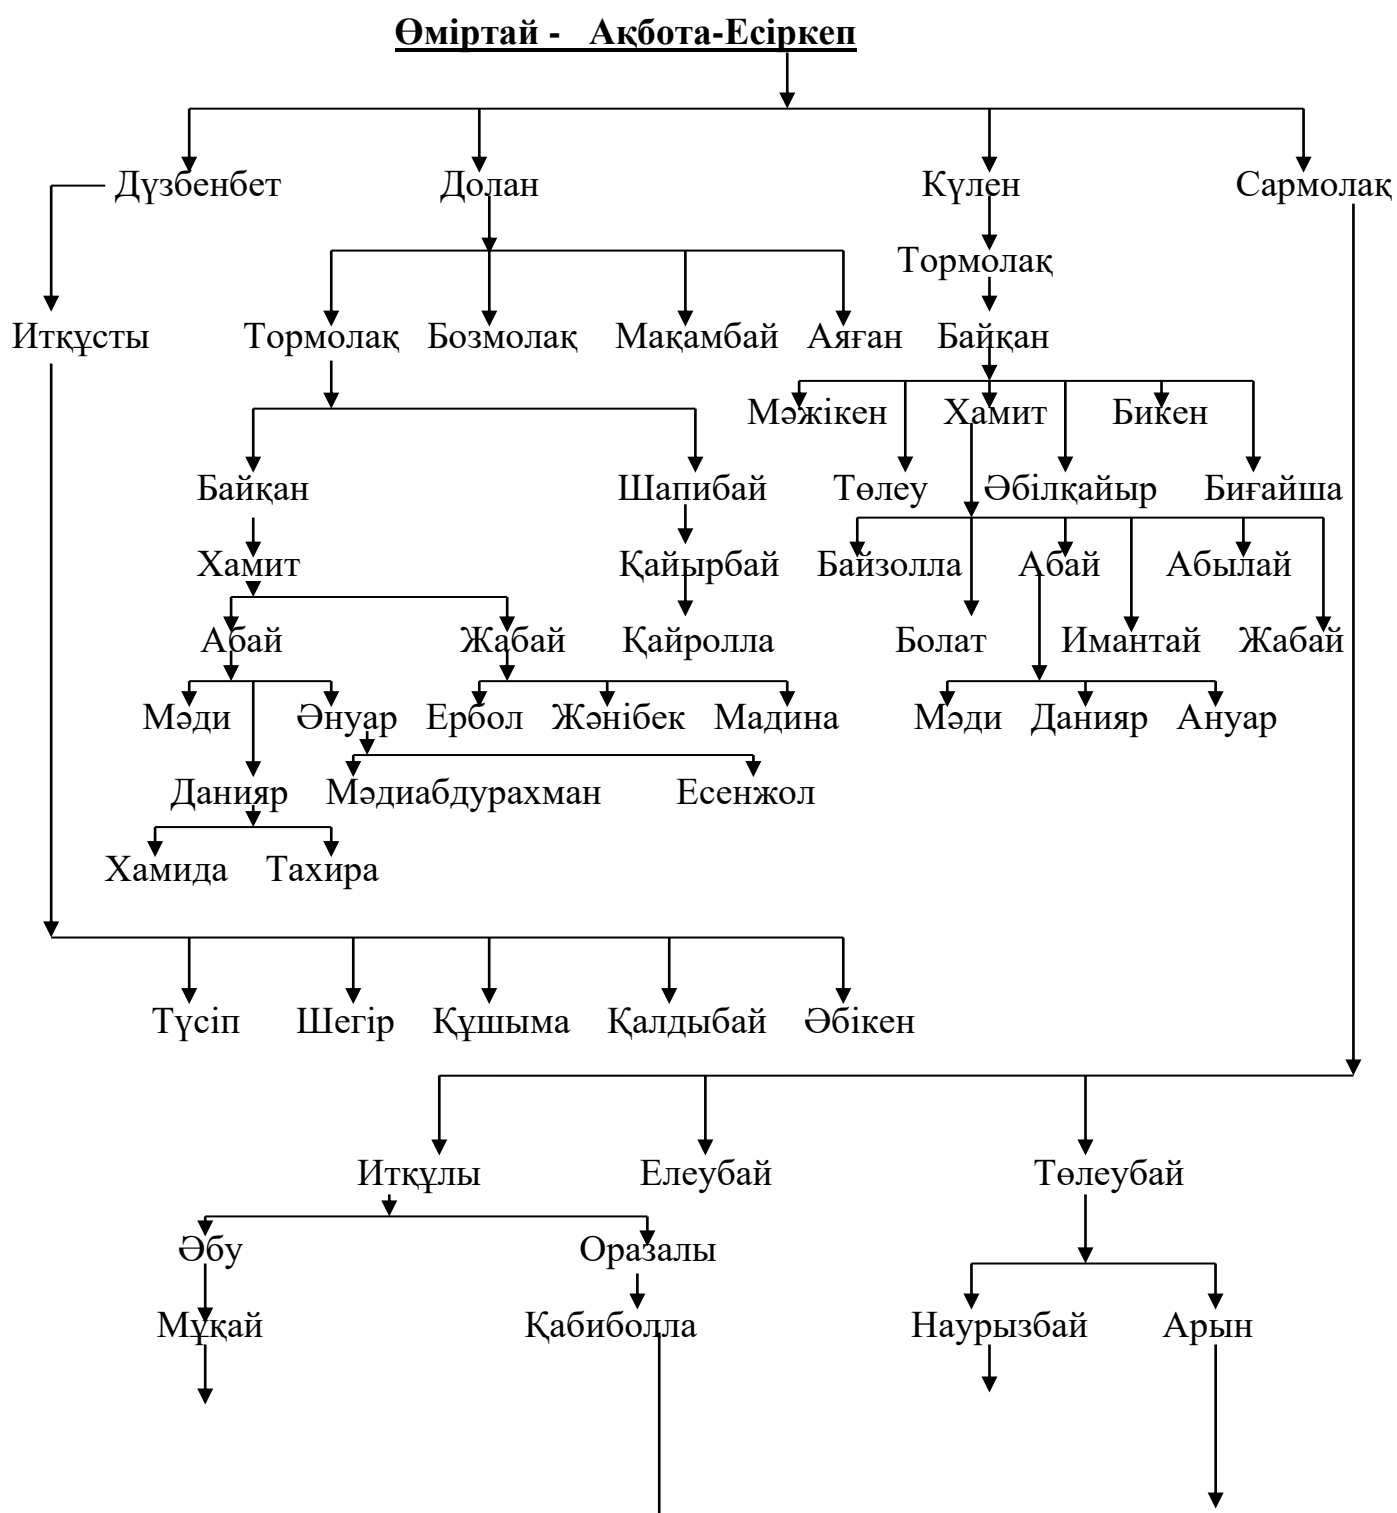 Өміртай - Ақбота-Есіркеп
Дүзбенбет Долан Күлен Сармолақ
Тормолақ
Итқұсты Тормолақ Бозмолақ Мақамбай Аяған Байқан
Мәжікен Хамит Бикен
Байқан Шапибай Төлеу Әбілқайыр Биғайша
Хамит Қайырбай Байзолла Абай Абылай
Абай Жабай Қайролла Болат Имантай Жабай
Мәди Әнуар Ербол Жәнібек Мадина Мәди Данияр Ануар
Данияр Мәдиабдурахман Есенжол
Хамида Тахира
Түсіп Шегір Құшыма Қалдыбай Әбікен
Итқұлы Елеубай Төлеубай
Әбу Оразалы
Мұқай Қабиболла Наурызбай Арын